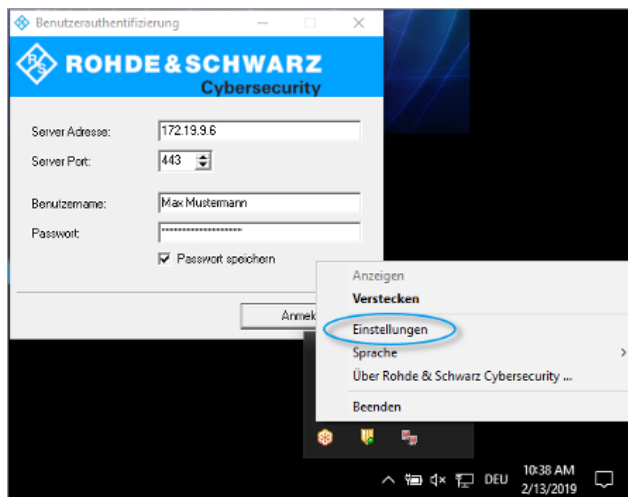 Benutzerauthentifizierung
R&S
ROHDE & SCHWARZ
Cybersecurity
Server Adresse: 172.19.9.6
Server Port: 443
Benutzername: Max Mustermann
Passwort: ********************
Passwort speichern
Anzeigen
Verstecken
Einstellungen
Sprache
Über Rohde & Schwarz Cybersecurity ...
Beenden
DEU
10:38 AM
2/13/2019